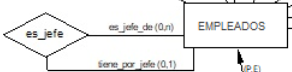 es_jefe_de (0,n)
EMPLEADOS
es_jefe
tiene_por_jefe (0,1)
(P,E)